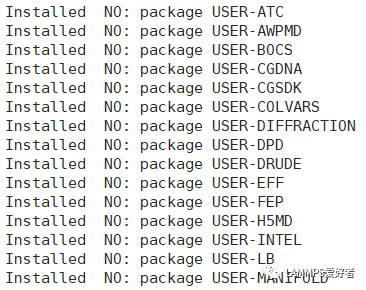 Installed  NO: package USER-ATC
Installed  NO: package USER-AWPMD
Installed  NO: package USER-BOCS
Installed  NO: package USER-CGDNA
Installed  NO: package USER-CGSDK
Installed  NO: package USER-COLVARS
Installed  NO: package USER-DIFFRACTION
Installed  NO: package USER-DPD
Installed  NO: package USER-DRUDE
Installed  NO: package USER-EFF
Installed  NO: package USER-FEP
Installed  NO: package USER-H5MD
Installed  NO: package USER-INTEL
Installed  NO: package USER-LB
Installed  NO: package USER-MANIFOLD
LAMMPS爱好者